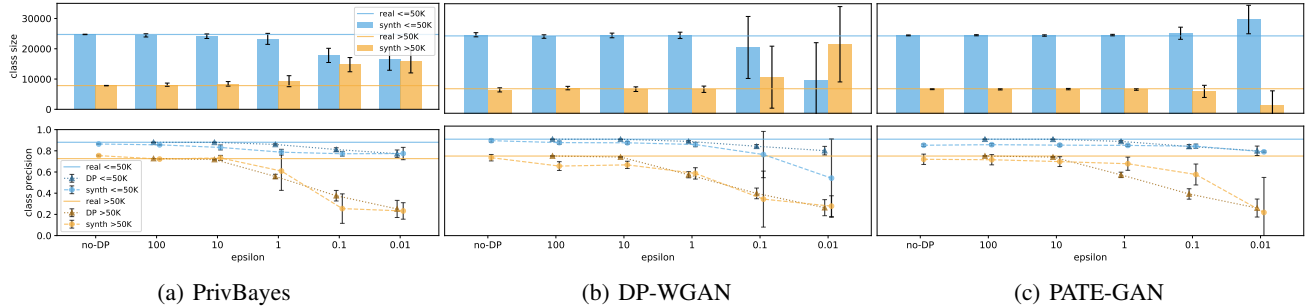 30000
20000
10000
0
class size
real <=50K
synth <=50K
real >50K
synth >50K
1.0
0.8
0.6
0.4
0.2
0.0
class precision
real <=50K
DP <=50K
synth <=50K
real >50K
DP >50K
synth >50K
no-DP 100 10 1 0.1 0.01
epsilon
no-DP 100 10 1 0.1 0.01
epsilon
no-DP 100 10 1 0.1 0.01
epsilon
(a) PrivBayes
(b) DP-WGAN
(c) PATE-GAN